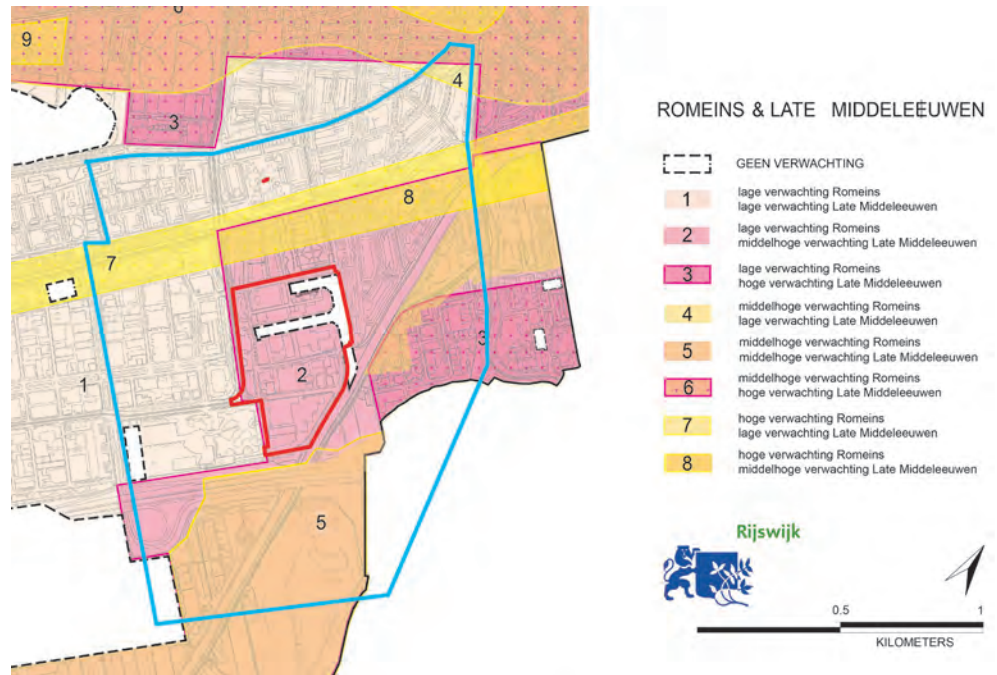 6
9
4
3
8
7
3
2
1
5
ROMEINS & LATE MIDDELEEUWEN
GEEN VERWACHTING
1
lage verwachting Romeins
lage verwachting Late Middeleeuwen
2
lage verwachting Romeins
middelhoge verwachting Late Middeleeuwen
3
lage verwachting Romeins
hoge verwachting Late Middeleeuwen
4
middelhoge verwachting Romeins
lage verwachting Late Middeleeuwen
5
middelhoge verwachting Romeins
middelhoge verwachting Late Middeleeuwen
6
middelhoge verwachting Romeins
hoge verwachting Late Middeleeuwen
7
hoge verwachting Romeins
lage verwachting Late Middeleeuwen
8
hoge verwachting Romeins
middelhoge verwachting Late Middeleeuwen
Rijswijk
0.5 1
KILOMETERS